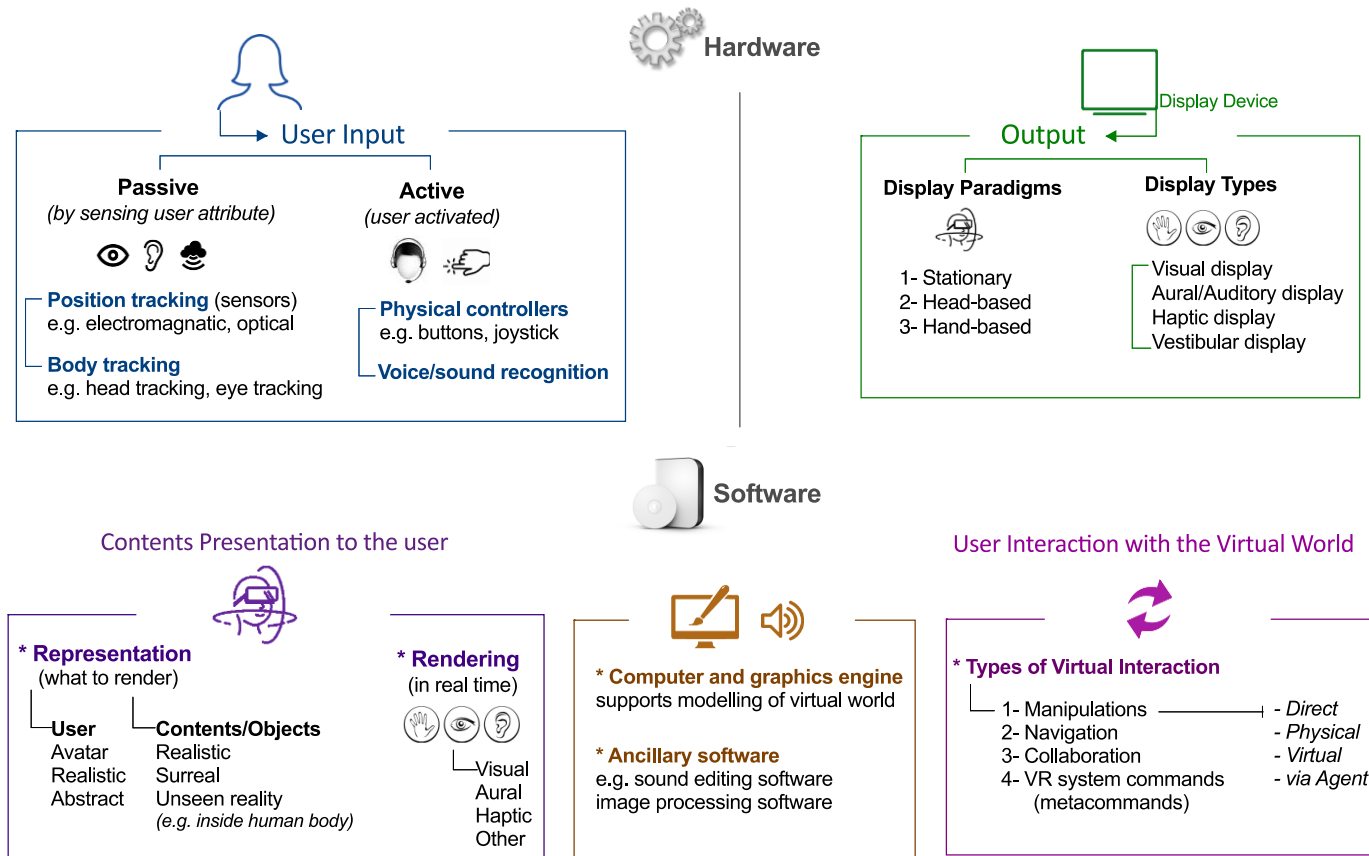 Hardware
User Input
Passive
(by sensing user attribute)
Position tracking (sensors)
e.g. electromagnatic, optical
Body tracking
e.g. head tracking, eye tracking
Active
(user activated)
Physical controllers
e.g. buttons, joystick
Voice/sound recognition
Display Device
Output
Display Paradigms
1- Stationary
2- Head-based
3- Hand-based
Display Types
Visual display
Aural/Auditory display
Haptic display
Vestibular display
Software
Contents Presentation to the user
* Representation
(what to render)
User
Avatar
Realistic
Abstract
Contents/Objects
Realistic
Surreal
Unseen reality
(e.g. inside human body)
* Rendering
(in real time)
Visual
Aural
Haptic
Other
* Computer and graphics engine
supports modelling of virtual world
* Ancillary software
e.g. sound editing software
image processing software
User Interaction with the Virtual World
* Types of Virtual Interaction
1- Manipulations
2- Navigation
3- Collaboration
4- VR system commands
(metacommands)
- Direct
- Physical
- Virtual
- via Agent